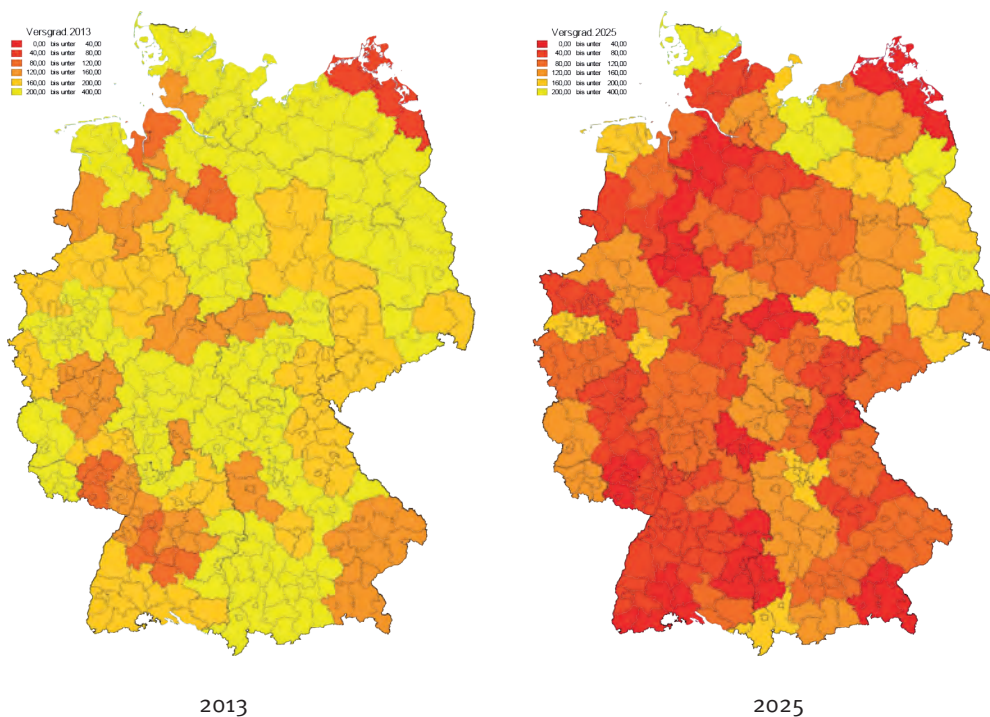 Versgrad 2013
0,00 bis unter 40,00
40,00 bis unter 80,00
80,00 bis unter 120,00
120,00 bis unter 160,00
160,00 bis unter 200,00
200,00 bis unter 400,00
Versgrad 2025
0,00 bis unter 40,00
40,00 bis unter 80,00
80,00 bis unter 120,00
120,00 bis unter 160,00
160,00 bis unter 200,00
200,00 bis unter 400,00
2013
2025